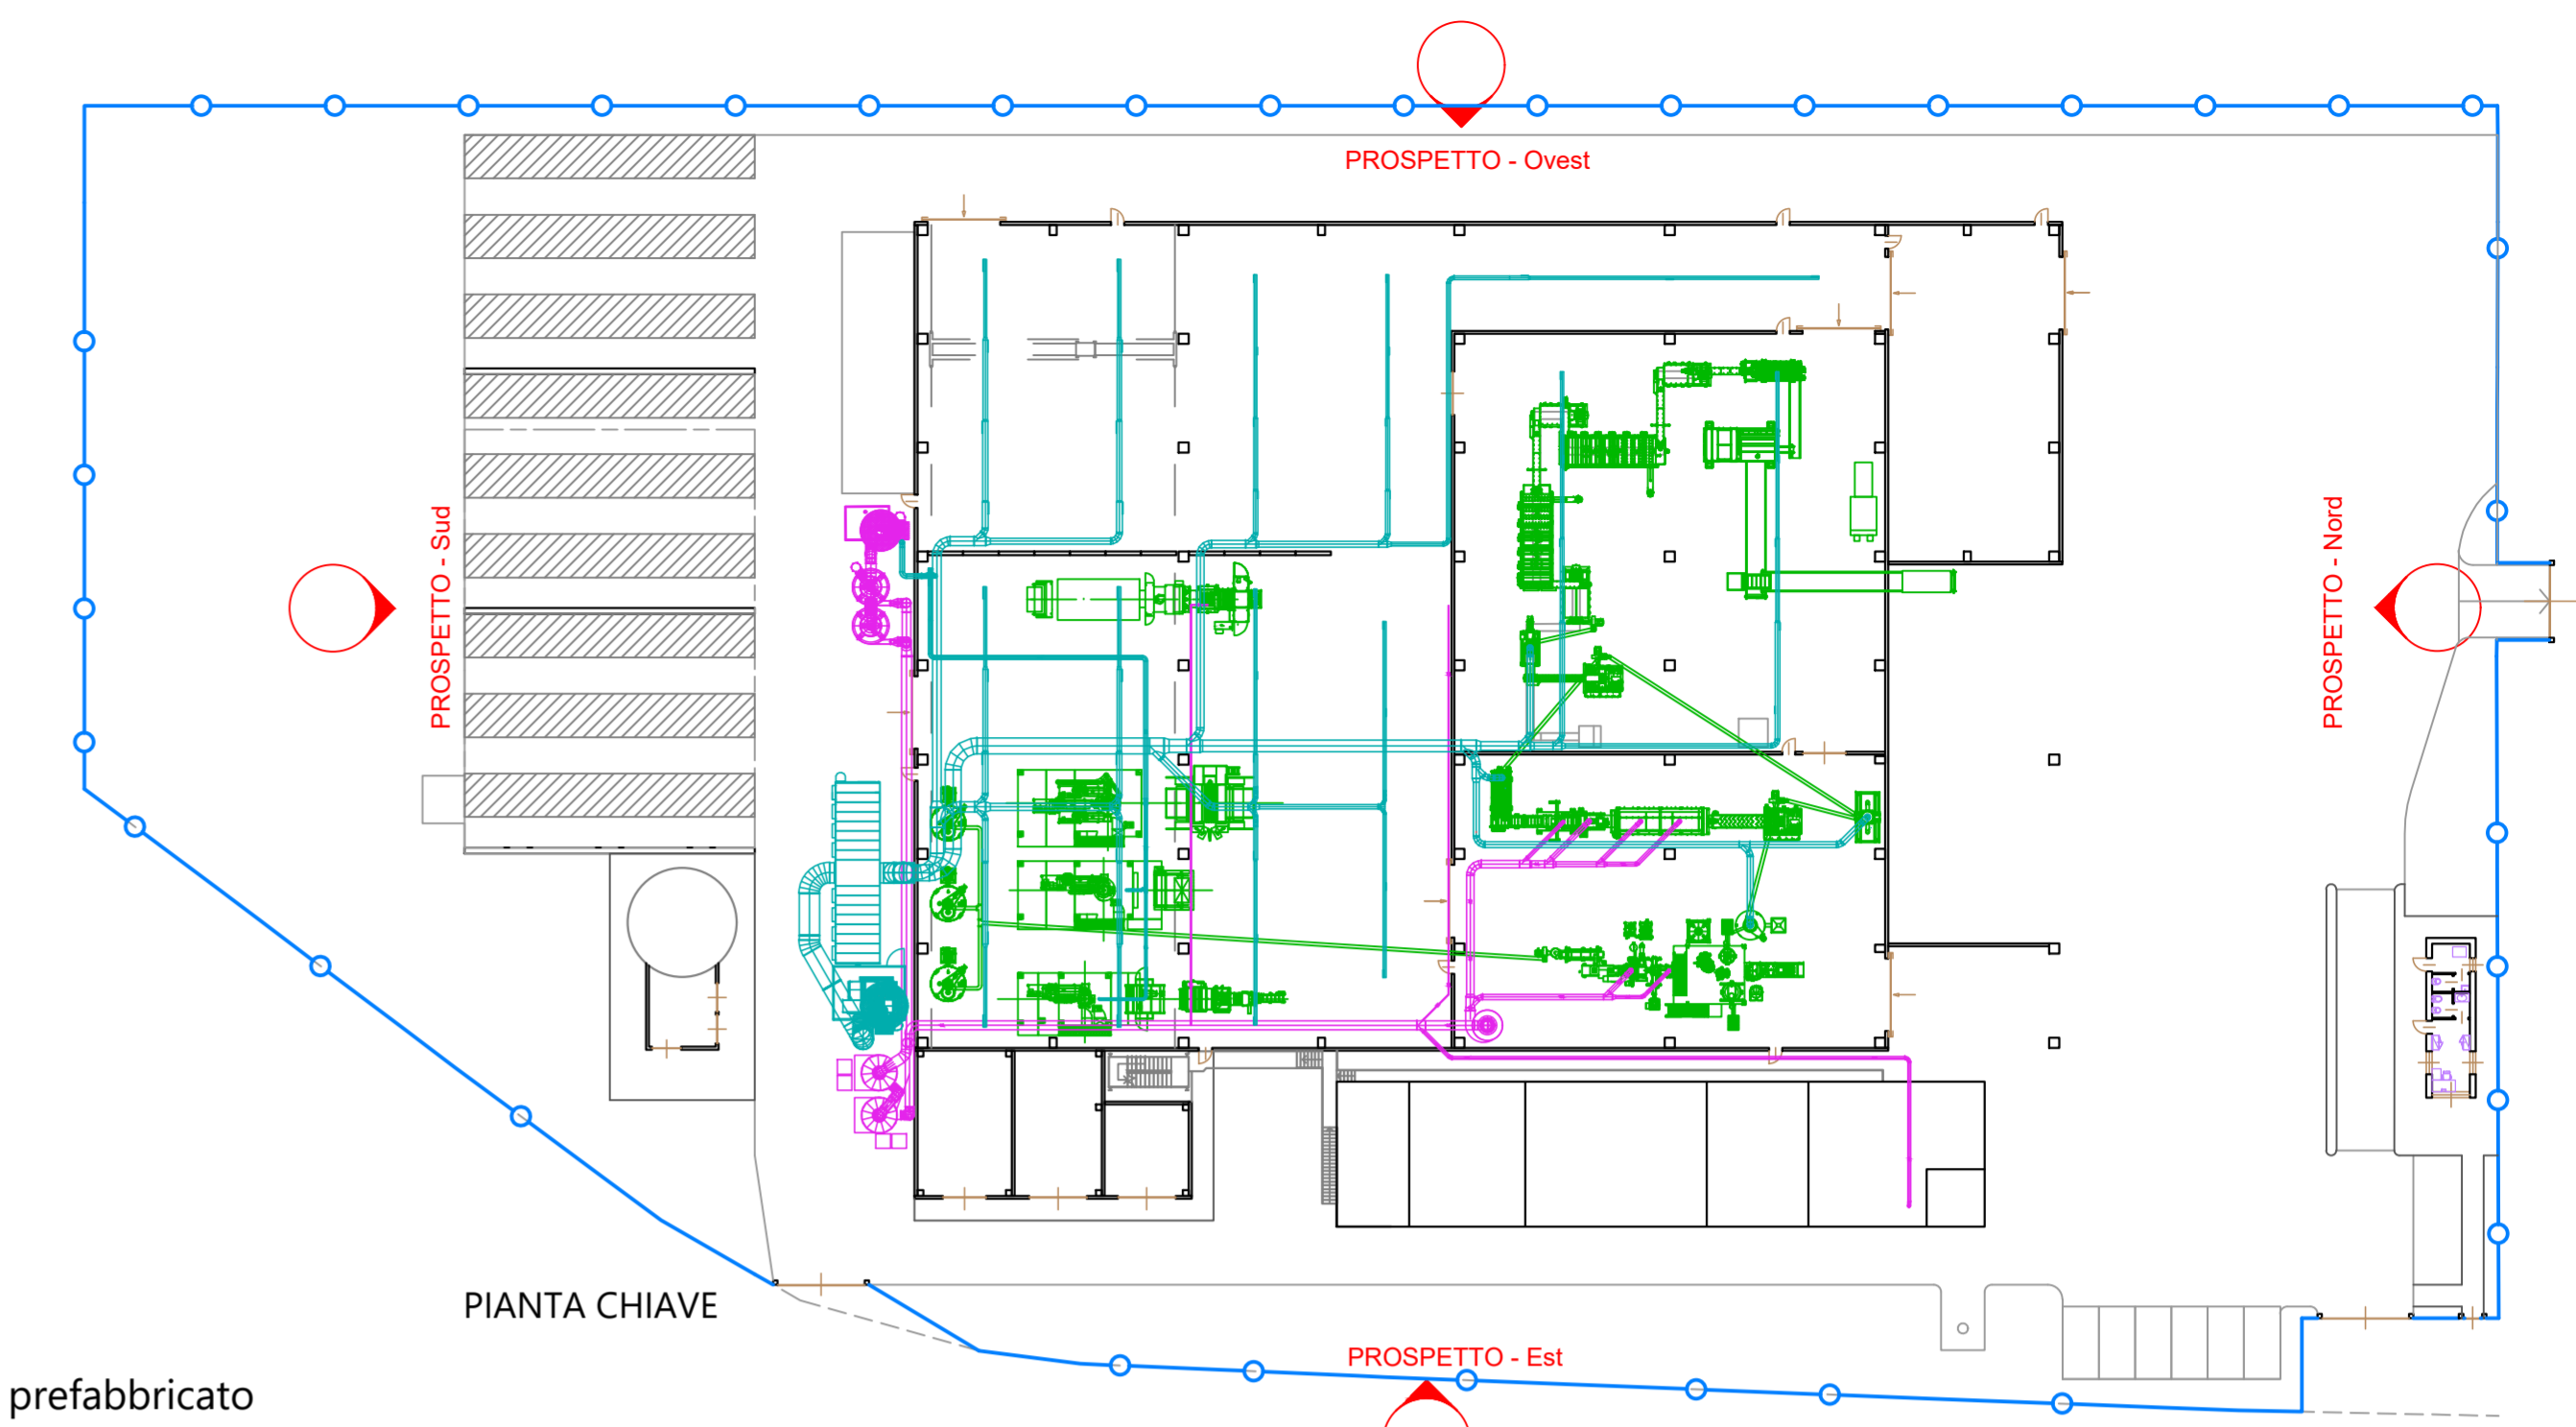 PROSPETTO - Ovest
PROSPETTO - Sud
PROSPETTO - Nord
PIANTA CHIAVE
PROSPETTO - Est
prefabbricato